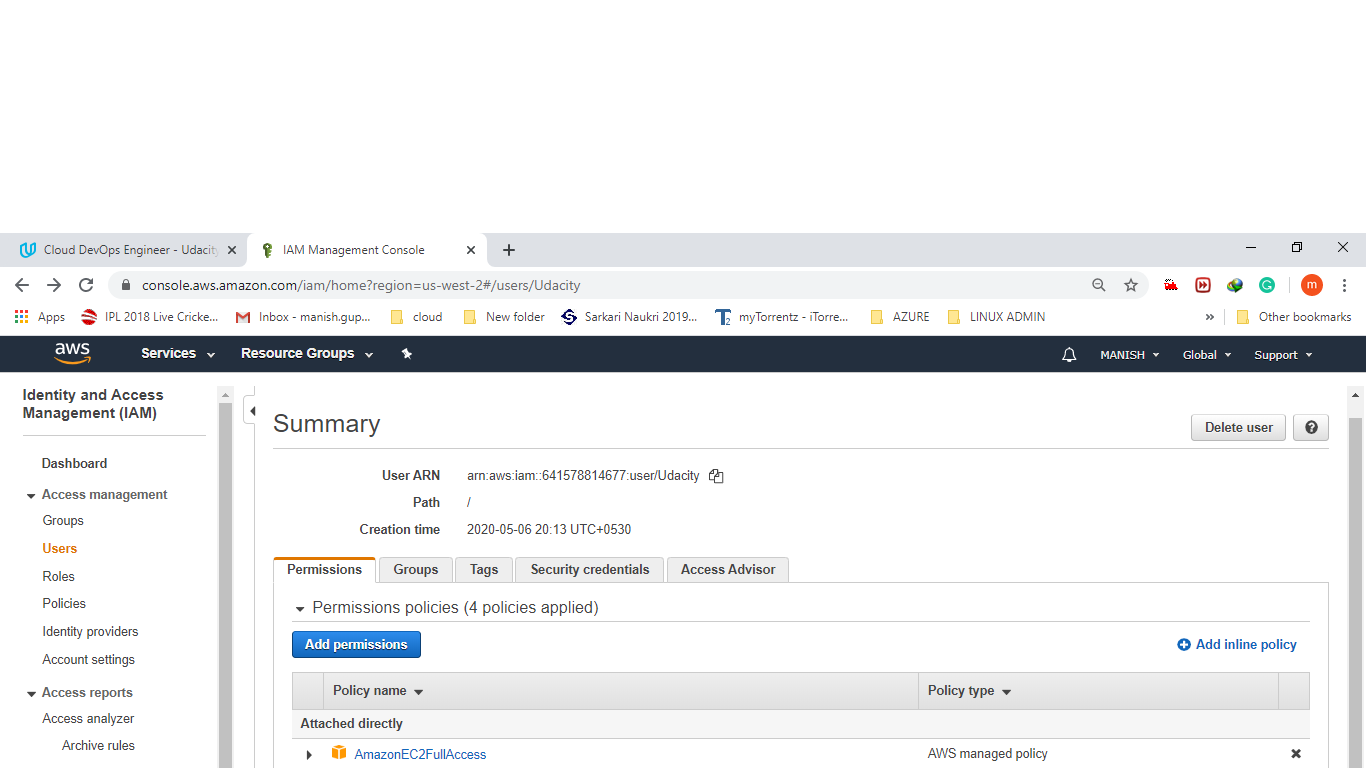 Cloud DevOps Engineer - Udacity
IAM Management Console
console.aws.amazon.com/iam/home?region=us-west-2#/users/Udacity
m
Apps
IPL 2018 Live Cricke...
Inbox - manish.gup...
cloud
New folder
Sarkari Naukri 2019...
myTorrentz - iTorre...
AZURE
LINUX ADMIN
»
Other bookmarks
aws
Services
Resource Groups
MANISH
Global
Support
Identity and Access
Management (IAM)
Dashboard
Access management
Groups
Users
Roles
Policies
Identity providers
Account settings
Access reports
Access analyzer
Archive rules
Summary
Delete user
User ARN arn:aws:iam::641578814677:user/Udacity
Path /
Creation time 2020-05-06 20:13 UTC+0530
Permissions
Groups
Tags
Security credentials
Access Advisor
Permissions policies (4 policies applied)
Add permissions
Add inline policy
Policy name
Policy type
Attached directly
AmazonEC2FullAccess
AWS managed policy